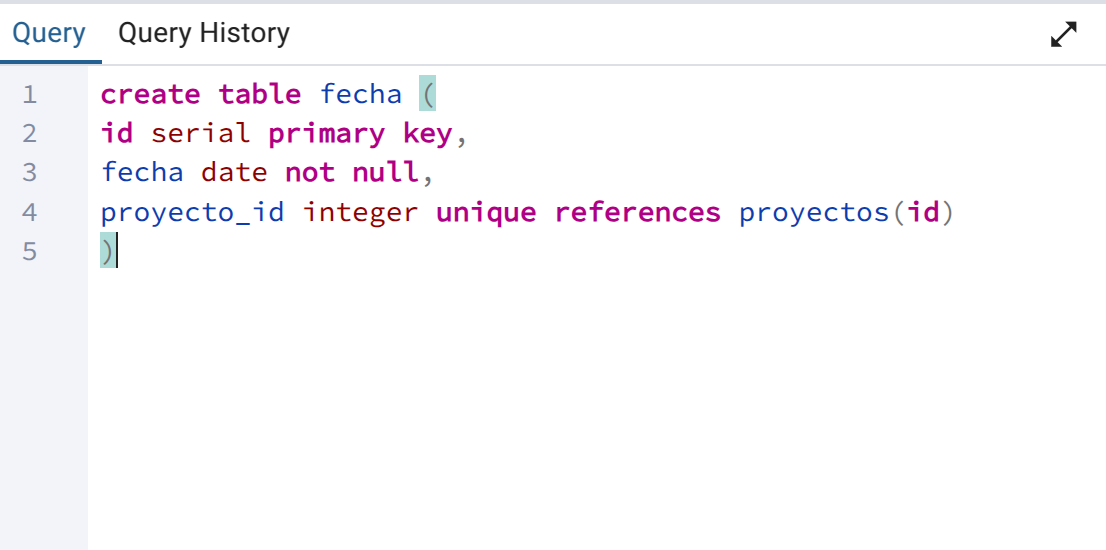 Query Query History
1 create table fecha (
2 id serial primary key,
3 fecha date not null,
4 proyecto_id integer unique references proyectos(id)
5 )